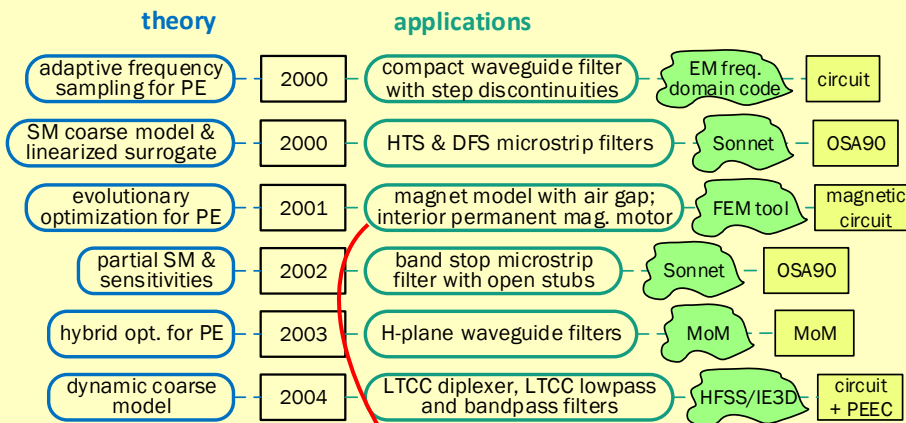 theory
applications
adaptive frequency
sampling for PE
2000
compact waveguide filter
with step discontinuities
EM freq.
domain code
circuit
SM coarse model &
linearized surrogate
2000
HTS & DFS microstrip filters
Sonnet
OSA90
evolutionary
optimization for PE
2001
magnet model with air gap;
interior permanent mag. motor
FEM tool
magnetic
circuit
partial SM &
sensitivities
2002
band stop microstrip
filter with open stubs
Sonnet
OSA90
hybrid opt. for PE
2003
H-plane waveguide filters
MoM
MoM
dynamic coarse
model
2004
LTCC diplexer, LTCC lowpass
and bandpass filters
HFSS/IE3D
circuit
+ PEEC